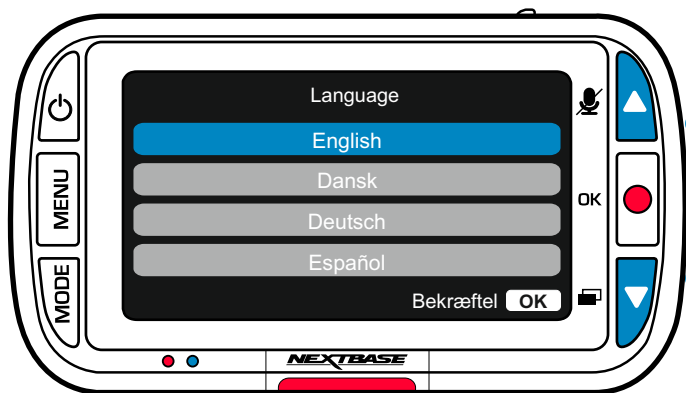 Language
English
Dansk
Deutsch
Español
Bekræftel OK
MENU
MODE
OK
NEXTBASE